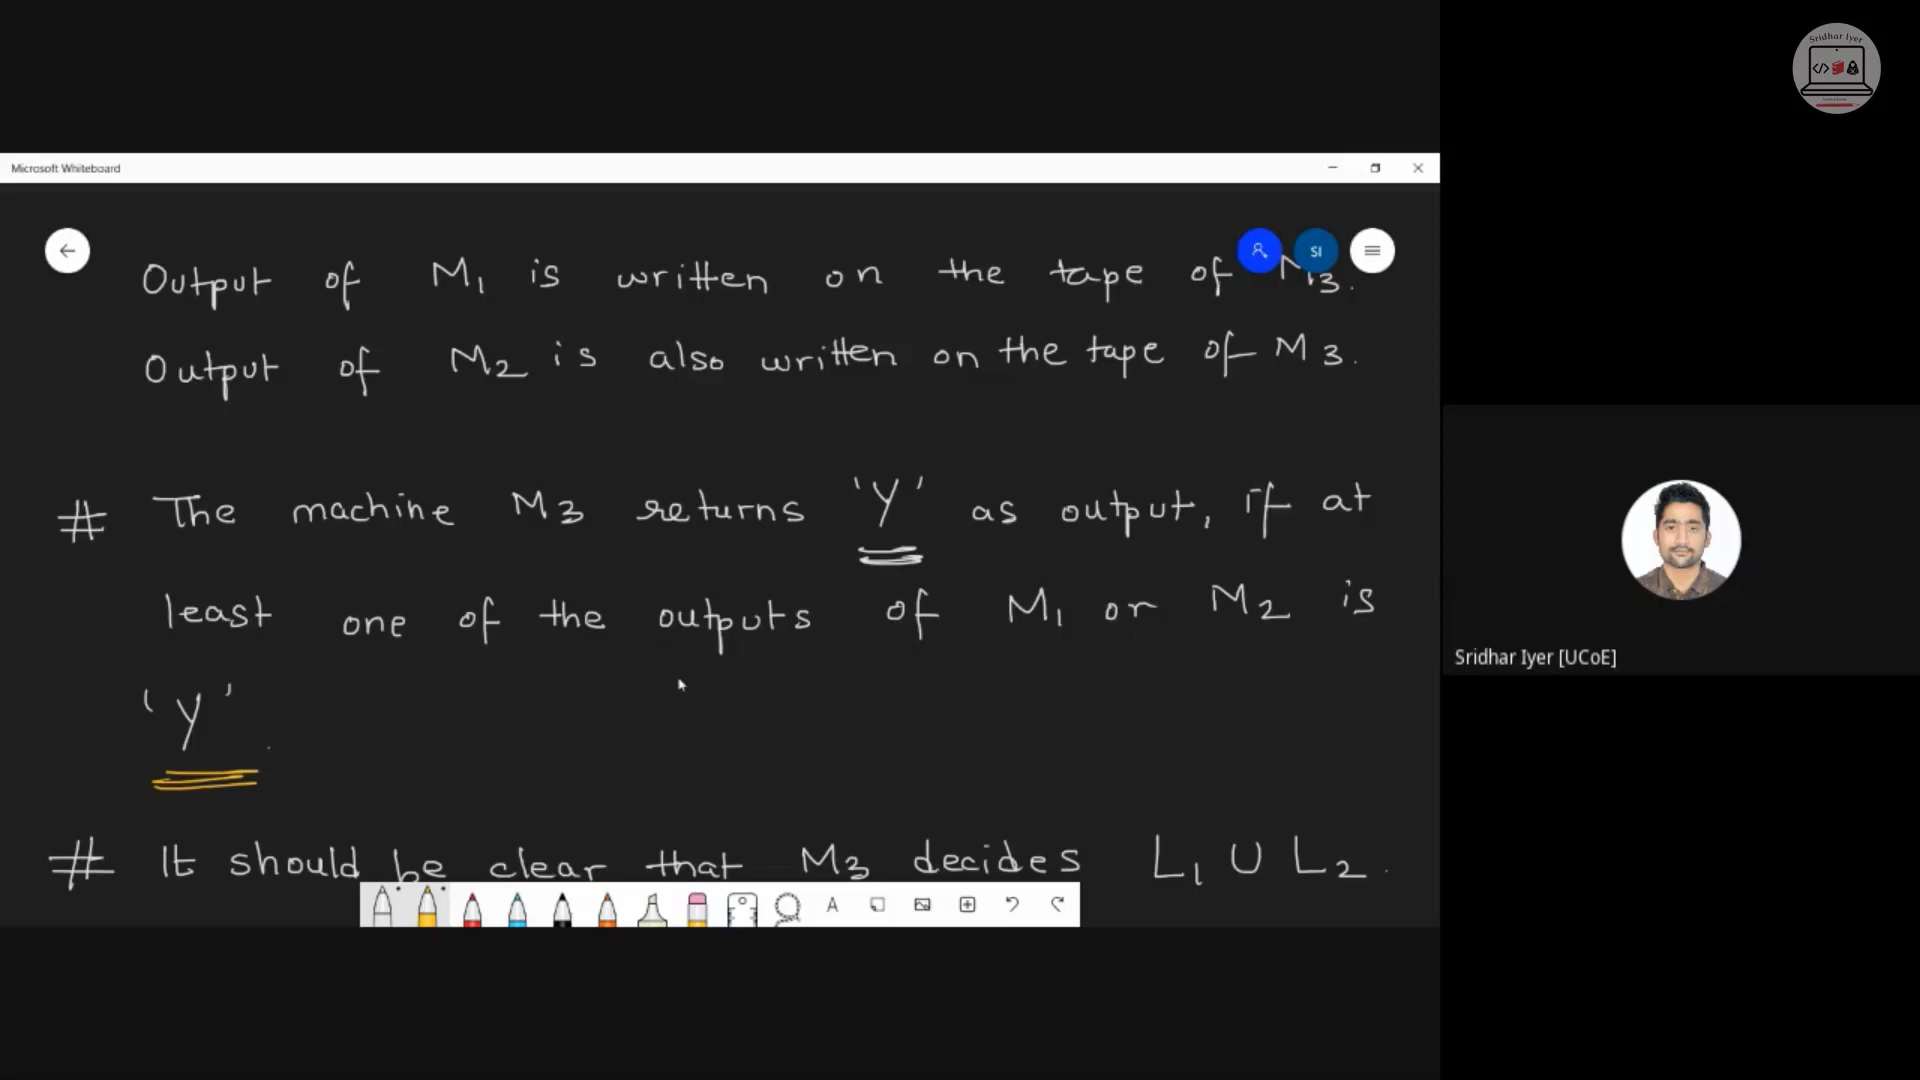 Sridhar Iyer
Microsoft Whiteboard
SI
Output of M1 is written on the tape of M3.
Output of M2 is also written on the tape of M3.
# The machine M3 returns 'Y' as output, if at
least one of the outputs of M1 or M2 is
'Y'.
# It should be clear that M3 decides L1 U L2.
A
Sridhar Iyer [UCoE]